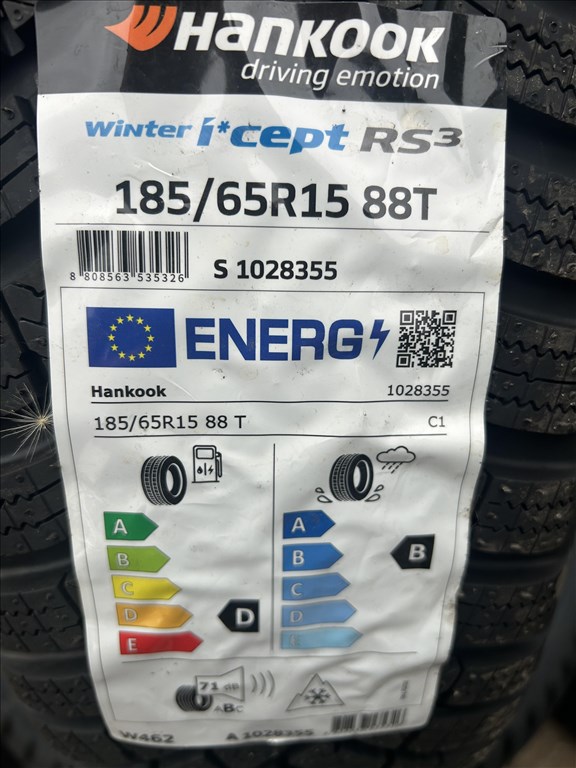 Hankook
driving emotion
winter i*cept RS3
185/65R15 88T
8 808563 535326
S 1028355
ENERG
Hankook 1028355
185/65R15 88 T C1
A A
B B B
C C
D D D
E E
71 dB
ABC
W462 A 1028355